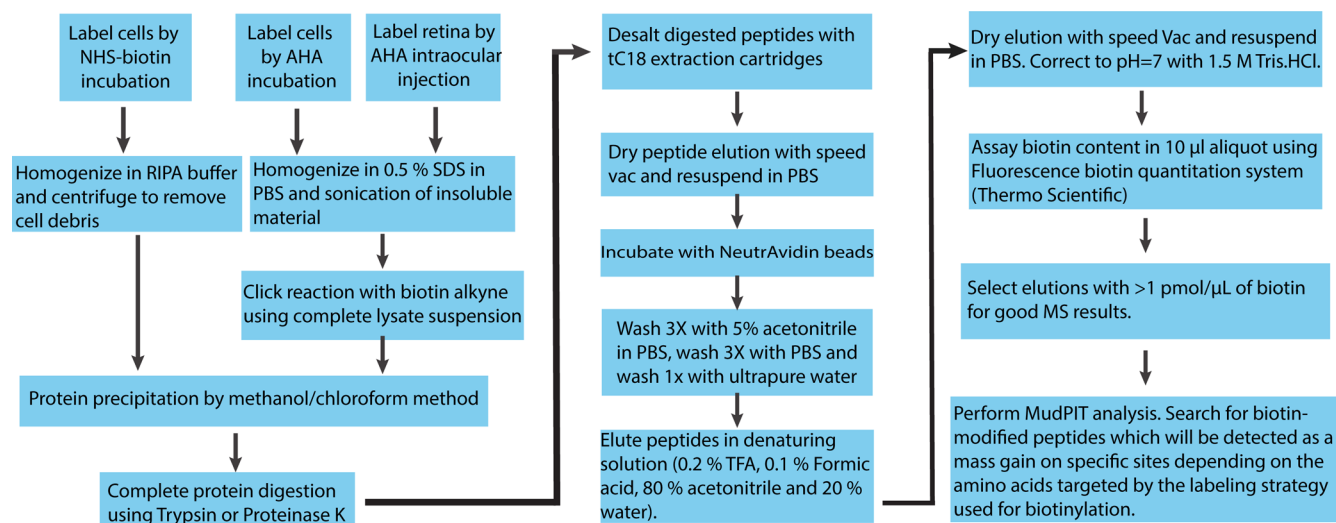 Label cells by
NHS-biotin
incubation
Label cells
by AHA
incubation
Label retina by
AHA intraocular
injection
Homogenize in RIPA buffer
and centrifuge to remove
cell debris
Homogenize in 0.5 % SDS in
PBS and sonication of insoluble
material
Click reaction with biotin alkyne
using complete lysate suspension
Protein precipitation by methanol/chloroform method
Complete protein digestion
using Trypsin or Proteinase K
Desalt digested peptides with
tC18 extraction cartridges
Dry peptide elution with speed
vac and resuspend in PBS
Incubate with NeutrAvidin beads
Wash 3X with 5% acetonitrile
in PBS, wash 3X with PBS and
wash 1x with ultrapure water
Elute peptides in denaturing
solution (0.2 % TFA, 0.1 % Formic
acid, 80 % acetonitrile and 20 %
water).
Dry elution with speed Vac and resuspend
in PBS. Correct to pH=7 with 1.5 M Tris.HCl.
Assay biotin content in 10 µl aliquot using
Fluorescence biotin quantitation system
(Thermo Scientific)
Select elutions with >1 pmol/µL of biotin
for good MS results.
Perform MudPIT analysis. Search for biotin-
modified peptides which will be detected as a
mass gain on specific sites depending on the
amino acids targeted by the labeling strategy
used for biotinylation.